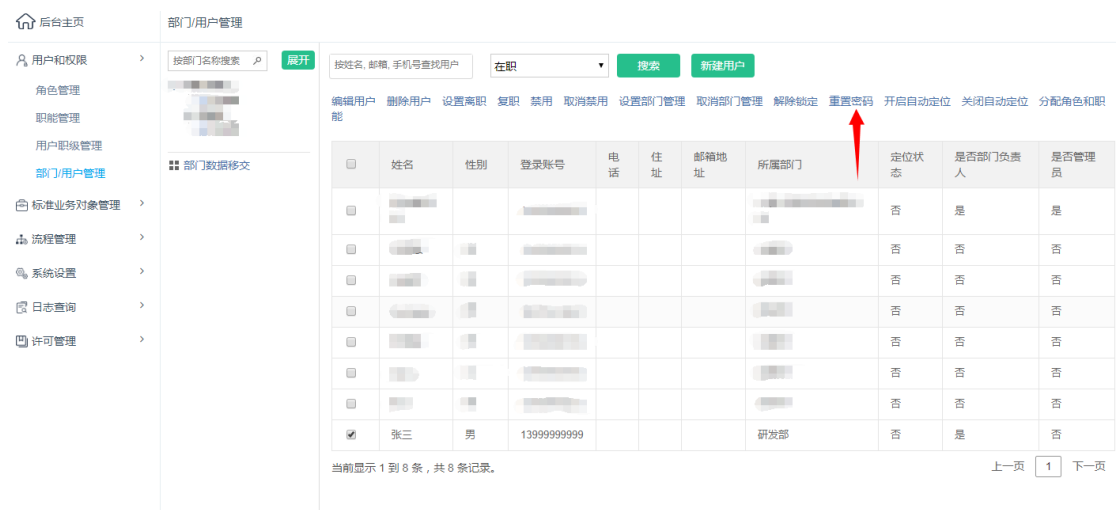 后台主页
部门/用户管理
用户和权限
角色管理
职能管理
用户职级管理
部门/用户管理
标准业务对象管理
流程管理
系统设置
日志查询
许可管理
按部门名称搜索
展开
部门数据移交
按姓名, 邮箱, 手机号查找用户
在职
搜索
新建用户
编辑用户 删除用户 设置离职 复职 禁用 取消禁用 设置部门管理 取消部门管理 解除锁定 重置密码 开启自动定位 关闭自动定位 分配角色和职
能
姓名 性别 登录账号 电话 住址 邮箱地址 所属部门 定位状态 是否部门负责人 是否管理员
否 是 是
否 否 否
否 否 否
否 否 否
否 否 否
否 否 否
否 否 否
张三 男 13999999999 研发部 否 是 否
当前显示 1 到 8 条，共 8 条记录。
上一页 1 下一页